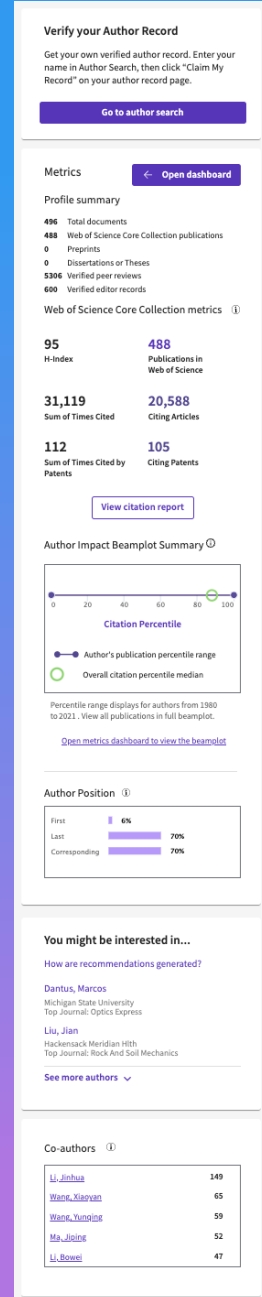 Verify your Author Record
Get your own verified author record. Enter your
name in Author Search, then click "Claim My
Record" on your author record page.
Go to author search
Metrics
Open dashboard
Profile summary
496 Total documents
488 Web of Science Core Collection publications
0 Preprints
0 Dissertations or Theses
5306 Verified peer reviews
600 Verified editor records
Web of Science Core Collection metrics
95 488
H-Index Publications in
Web of Science
31,119 20,588
Sum of Times Cited Citing Articles
112 105
Sum of Times Cited by Citing Patents
Patents
View citation report
Author Impact Beamplot Summary
0 20 40 60 80 100
Citation Percentile
Author's publication percentile range
Overall citation percentile median
Percentile range displays for authors from 1980
to 2021 . View all publications in full beamplot.
Open metrics dashboard to view the beamplot
Author Position
First 6%
Last 70%
Corresponding 70%
You might be interested in...
How are recommendations generated?
Dantus, Marcos
Michigan State University
Top Journal: Optics Express
Liu, Jian
Hackensack Meridian Hlth
Top Journal: Rock And Soil Mechanics
See more authors
Co-authors
Li, Jinhua 149
Wang, Xiaoyan 65
Wang, Yunqing 59
Ma, Jiping 52
Li, Bowei 47